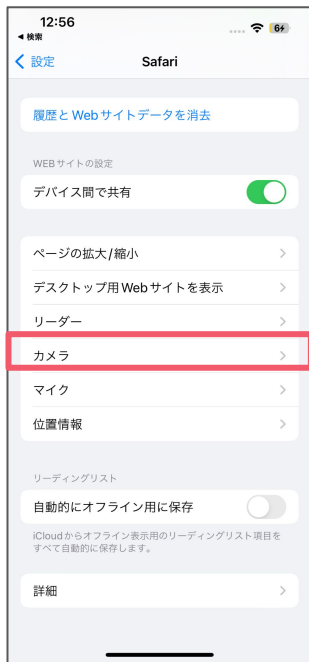 12:56
◀ 検索
64
設定
Safari
履歴とWebサイトデータを消去
WEBサイトの設定
デバイス間で共有
ページの拡大/縮小
デスクトップ用Webサイトを表示
リーダー
カメラ
マイク
位置情報
リーディングリスト
自動的にオフライン用に保存
iCloudからオフライン表示用のリーディングリスト項目を
すべて自動的に保存します。
詳細